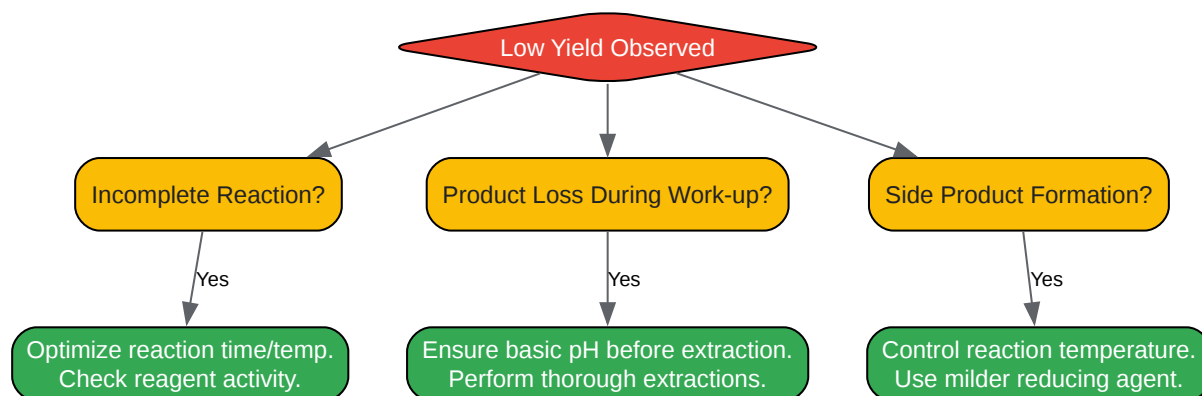 Low Yield Observed
Incomplete Reaction?
Product Loss During Work-up?
Side Product Formation?
Yes
Yes
Yes
Optimize reaction time/temp.
Check reagent activity.
Ensure basic pH before extraction.
Perform thorough extractions.
Control reaction temperature.
Use milder reducing agent.